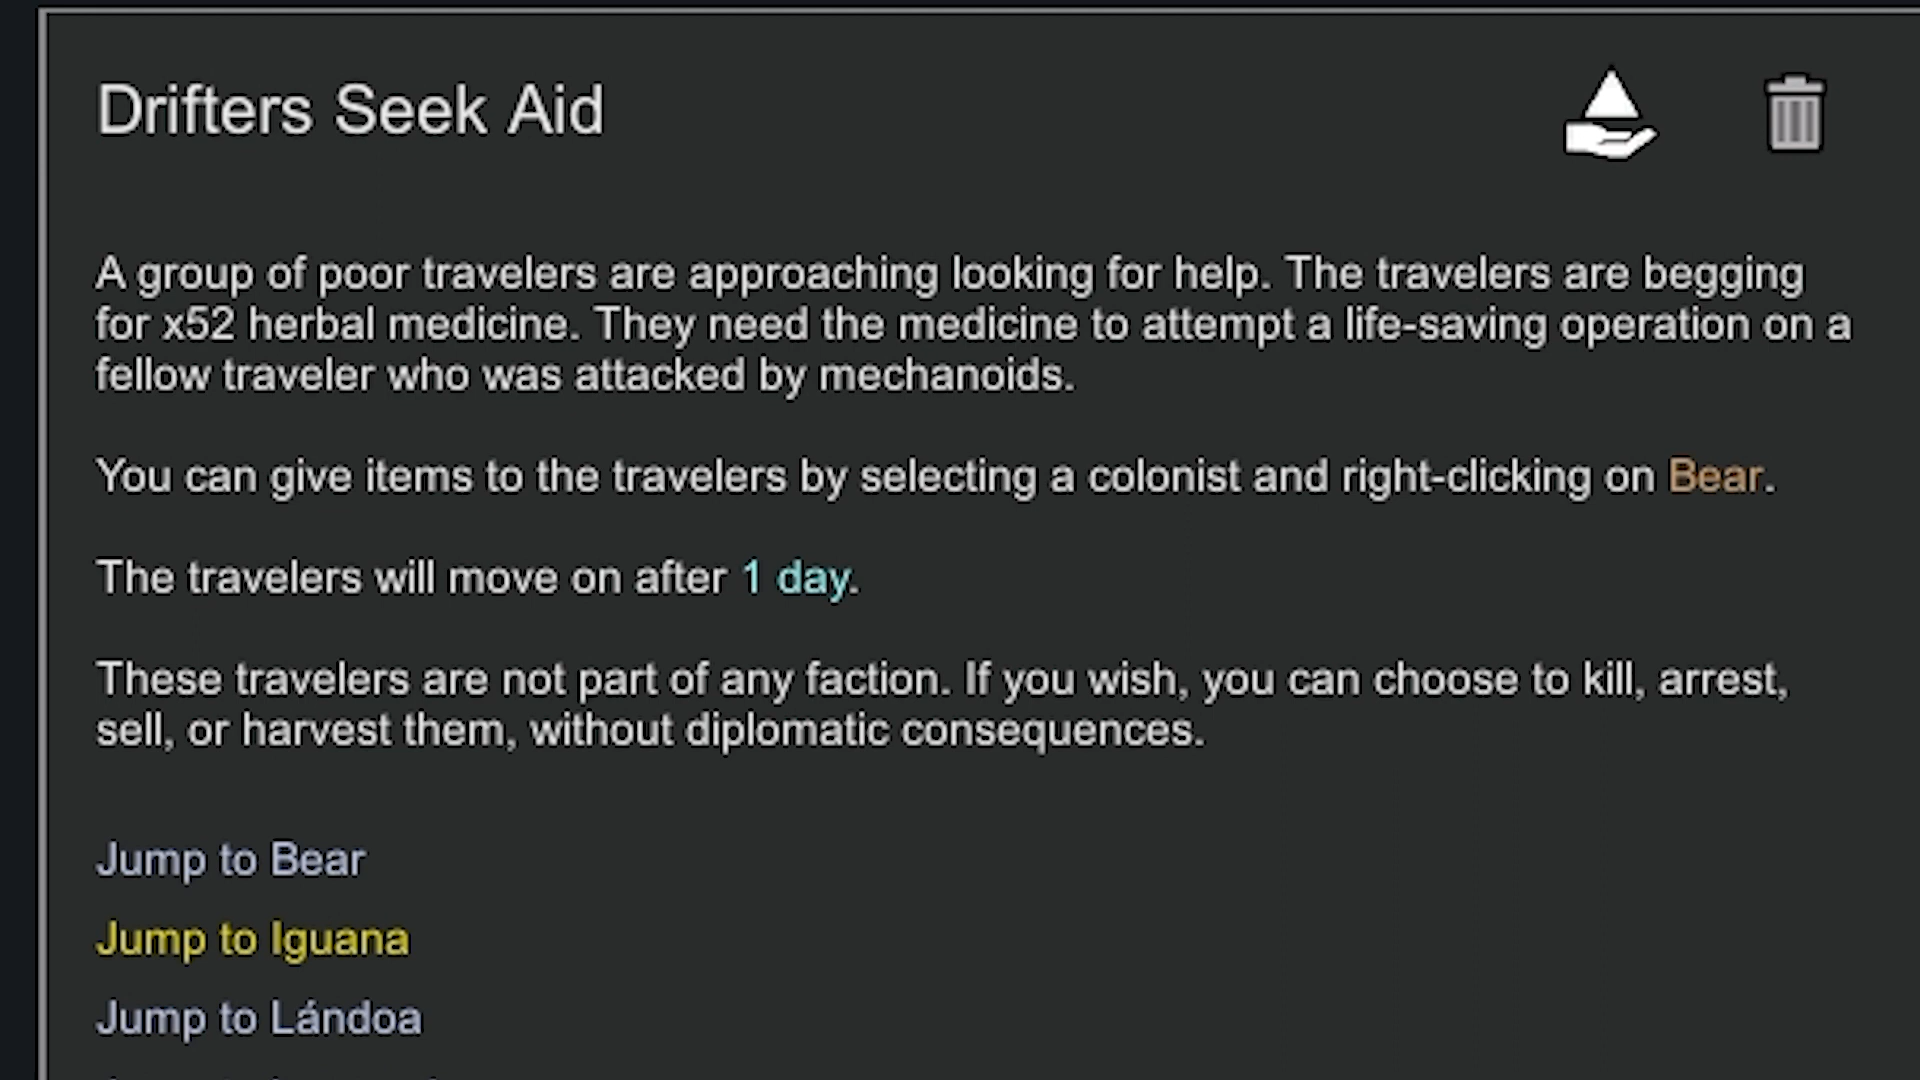 Drifters Seek Aid
A group of poor travelers are approaching looking for help. The travelers are begging
for x52 herbal medicine. They need the medicine to attempt a life-saving operation on a
fellow traveler who was attacked by mechanoids.
You can give items to the travelers by selecting a colonist and right-clicking on Bear.
The travelers will move on after 1 day.
These travelers are not part of any faction. If you wish, you can choose to kill, arrest,
sell, or harvest them, without diplomatic consequences.
Jump to Bear
Jump to Iguana
Jump to Lándoa